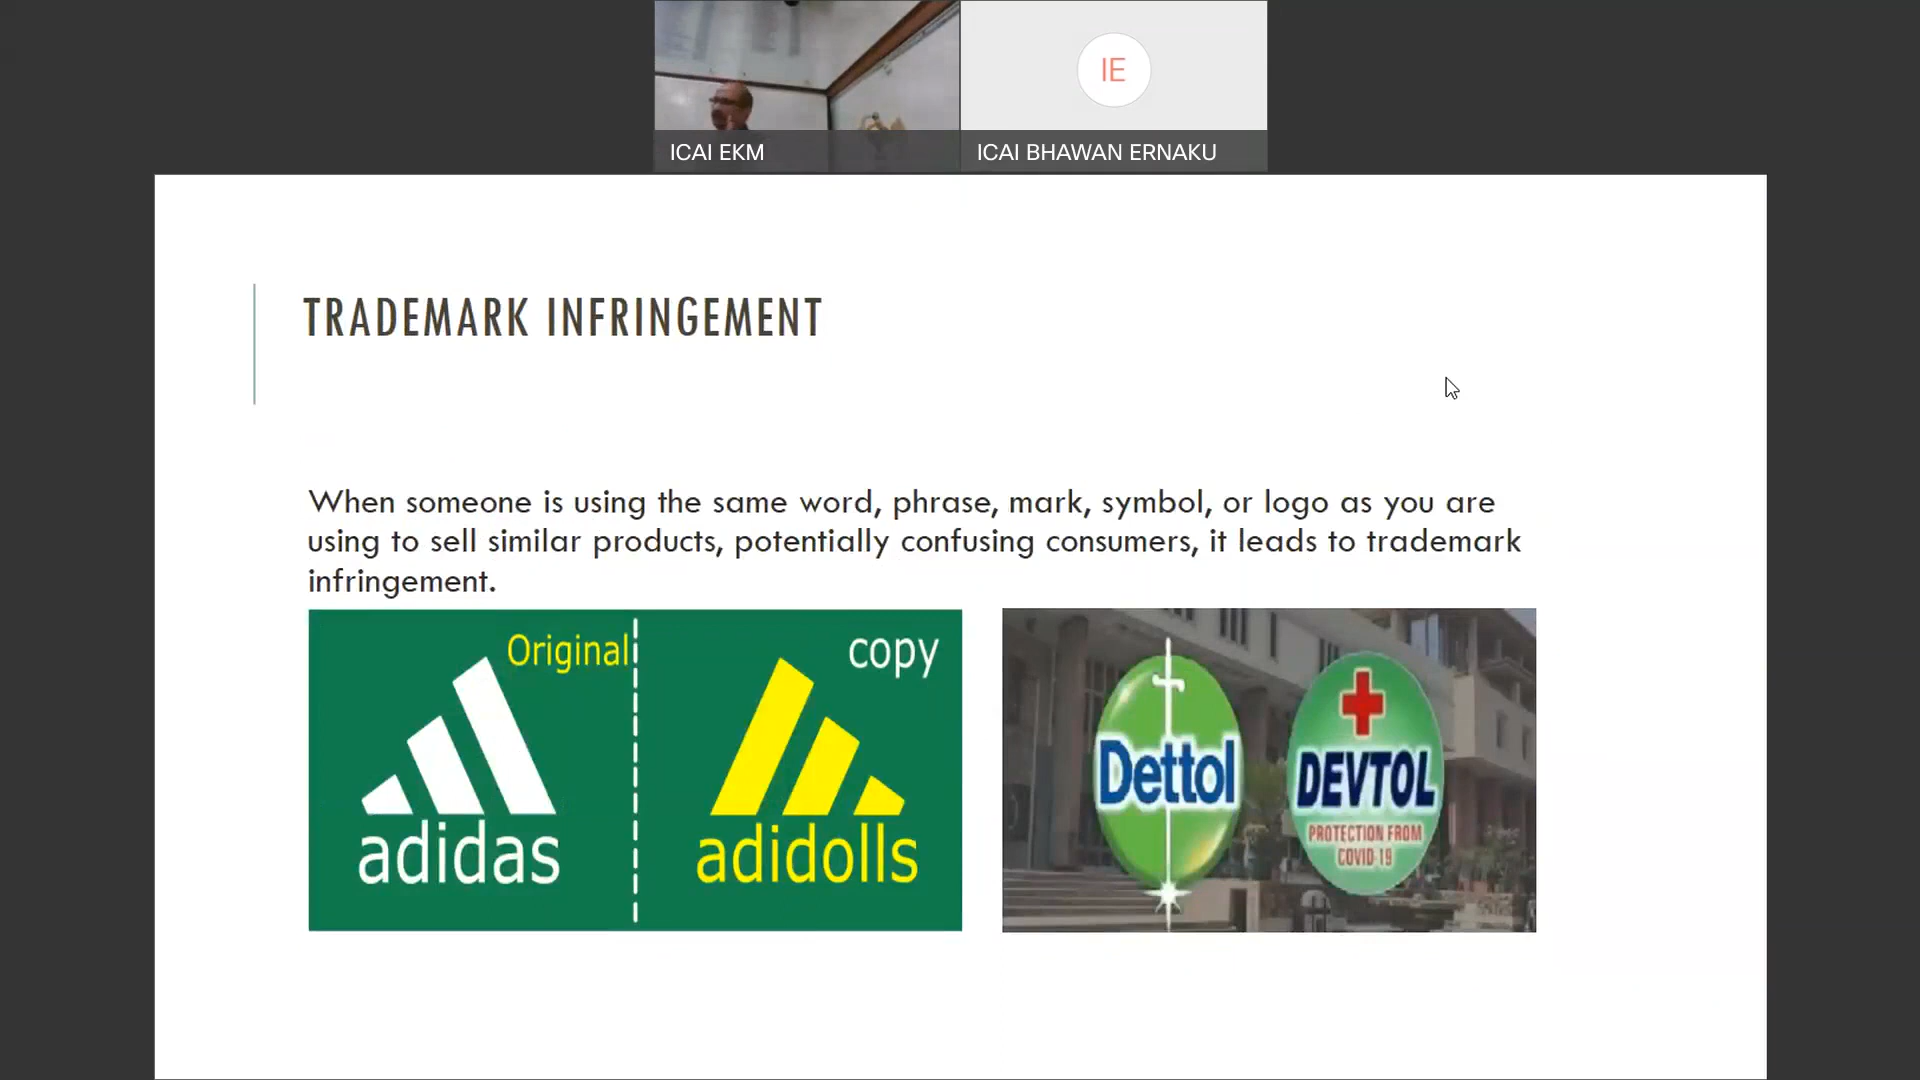 IE
ICAI EKM
ICAI BHAWAN ERNAKU
TRADEMARK INFRINGEMENT
When someone is using the same word, phrase, mark, symbol, or logo as you are
using to sell similar products, potentially confusing consumers, it leads to trademark
infringement.
Original
adidas
copy
adidolls
Dettol
DEVTOL
PROTECTION FROM
COVID-19